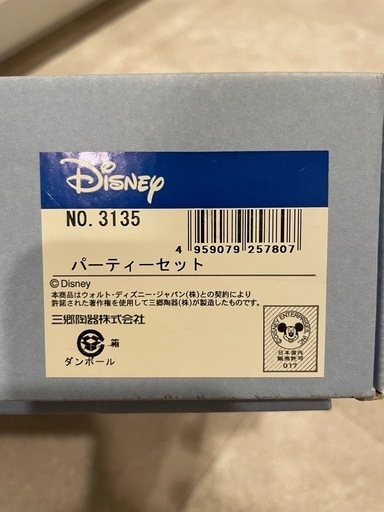 Disney
NO. 3135
4 959079 257807
パーティーセット
©Disney
本商品はウォルト・ディズニー・ジャパン(株)との契約により
許諾された著作権を使用して三郷陶器(株)が製造したものです。
三郷陶器株式会社
箱
ダンボール
©DISNEY ENTERPRISES, INC.
日本国内
販売許可
017